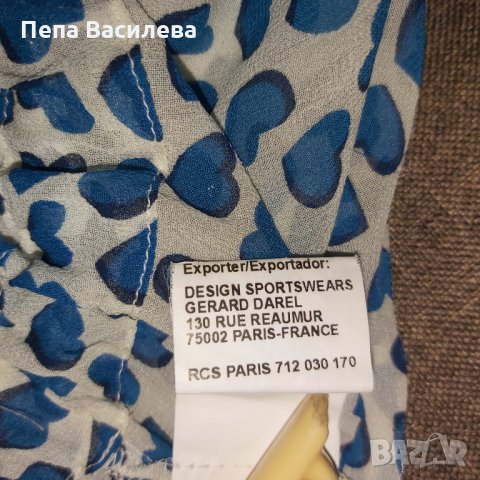 Пепа Василева
Exporter/Exportador:
DESIGN SPORTSWEARS
GERARD DAREL
130 RUE REAUMUR
75002 PARIS-FRANCE
RCS PARIS 712 030 170
BAZAR